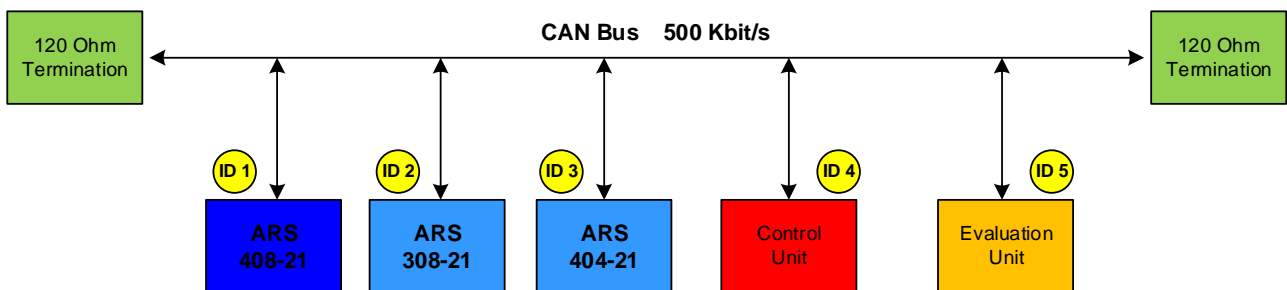 CAN Bus 500 Kbit/s
120 Ohm
Termination
120 Ohm
Termination
ID 1
ID 2
ID 3
ID 4
ID 5
ARS
408-21
ARS
308-21
ARS
404-21
Control
Unit
Evaluation
Unit